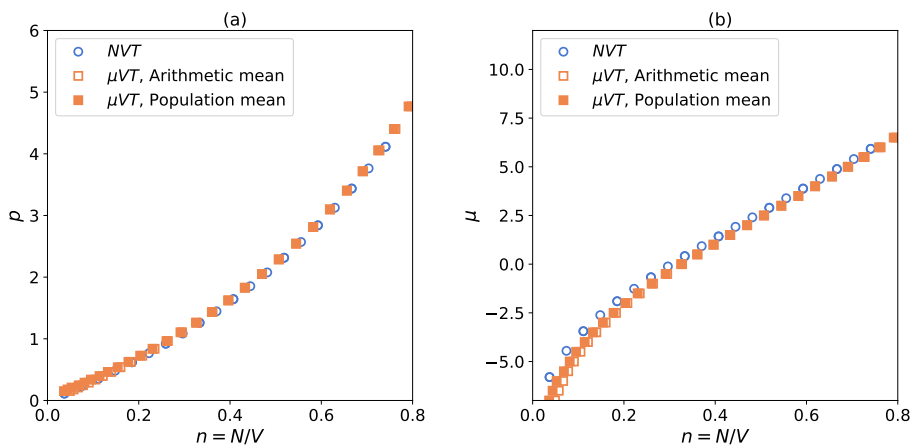 (a)
6
5
4
3
2
1
0
p
0.0
0.2
0.4
0.6
0.8
n = N/V
NVT
μVT, Arithmetic mean
μVT, Population mean
(b)
10.0
7.5
5.0
2.5
0.0
−2.5
−5.0
μ
0.0
0.2
0.4
0.6
0.8
n = N/V
NVT
μVT, Arithmetic mean
μVT, Population mean